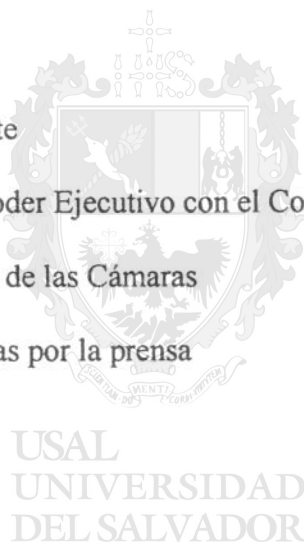 te
oder Ejecutivo con el Co
de las Cámaras
as por la prensa
USAL
UNIVERSIDAD
DEL SALVADOR